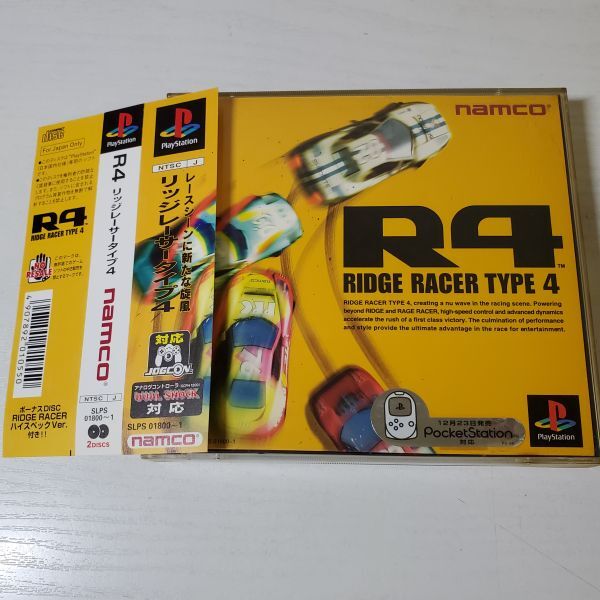 For Japan Only
RIDGE RACER TYPE 4
NO RESALE
4907892010550
ボーナスDISC
RIDGE RACER
ハイスペックVer.
付き!!
PlayStation
R4 リッジレーサータイプ4
namco
NTSC J
SLPS
01800~1
2DISCS
PlayStation
NTSC J
レースシーンに新たな旋風
リッジレーサータイプ4
対応
JOGCON
アナログコントローラ
DUAL SHOCK
対応
SLPS 01800~1
namco
namco
R4
RIDGE RACER TYPE 4
RIDGE RACER TYPE 4, creating a nu wave in the racing scene. Powering
beyond RIDGE and RAGE RACER, high-speed control and advanced dynamics
accelerate the rush of a first class victory. The culmination of performance
and style provide the ultimate advantage in the race for entertainment.
12月23日発売
PocketStation
対応
PlayStation